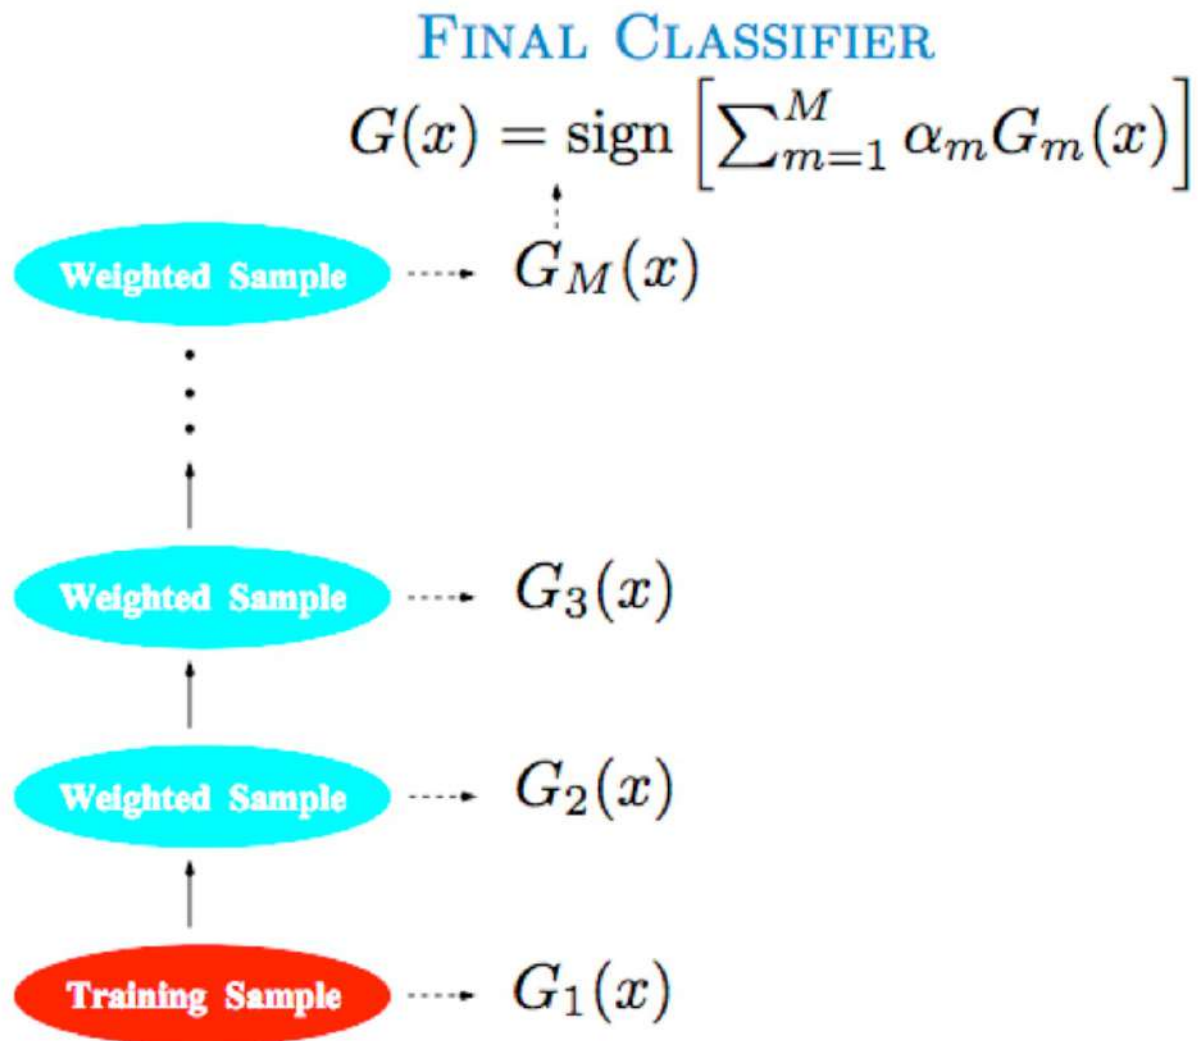 FINAL CLASSIFIER
G(x) = sign [∑_{m=1}^{M} α_m G_m(x)]
Weighted Sample G_M(x)
Weighted Sample G_3(x)
Weighted Sample G_2(x)
Training Sample G_1(x)